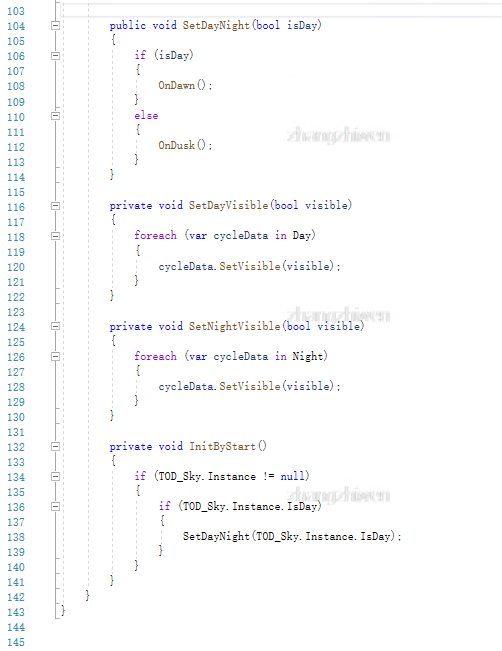 103
104 public void SetDayNight(bool isDay)
105 {
106 if (isDay)
107 {
108 OnDawn();
109 }
110 else
111 {
zhangzhiwen
112 OnDusk();
113 }
114 }
115
116 private void SetDayVisible(bool visible)
117 {
118 foreach (var cycleData in Day)
119 {
120 cycleData.SetVisible(visible);
121 }
122 }
123
zhangzhiwen
124 private void SetNightVisible(bool visible)
125 {
126 foreach (var cycleData in Night)
127 {
128 cycleData.SetVisible(visible);
129 }
130 }
131
132 private void InitByStart()
133 {
134 if (TOD_Sky.Instance != null)
135 {
zhangzhiwen
136 if (TOD_Sky.Instance.IsDay)
137 {
138 SetDayNight(TOD_Sky.Instance.IsDay);
139 }
140 }
141 }
142 }
143 }
144
145